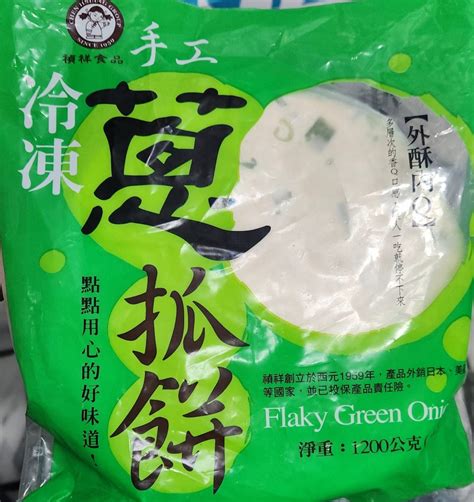 SINCE 1959
禎祥食品
手工
冷凍
蔥抓餅
【外酥內Q】
點點用心的好味道！
禎祥創立於西元1959年，產品外銷日本、美
等國家，並已投保產品責任險。
Flaky Green Oni
淨重：1200公克(